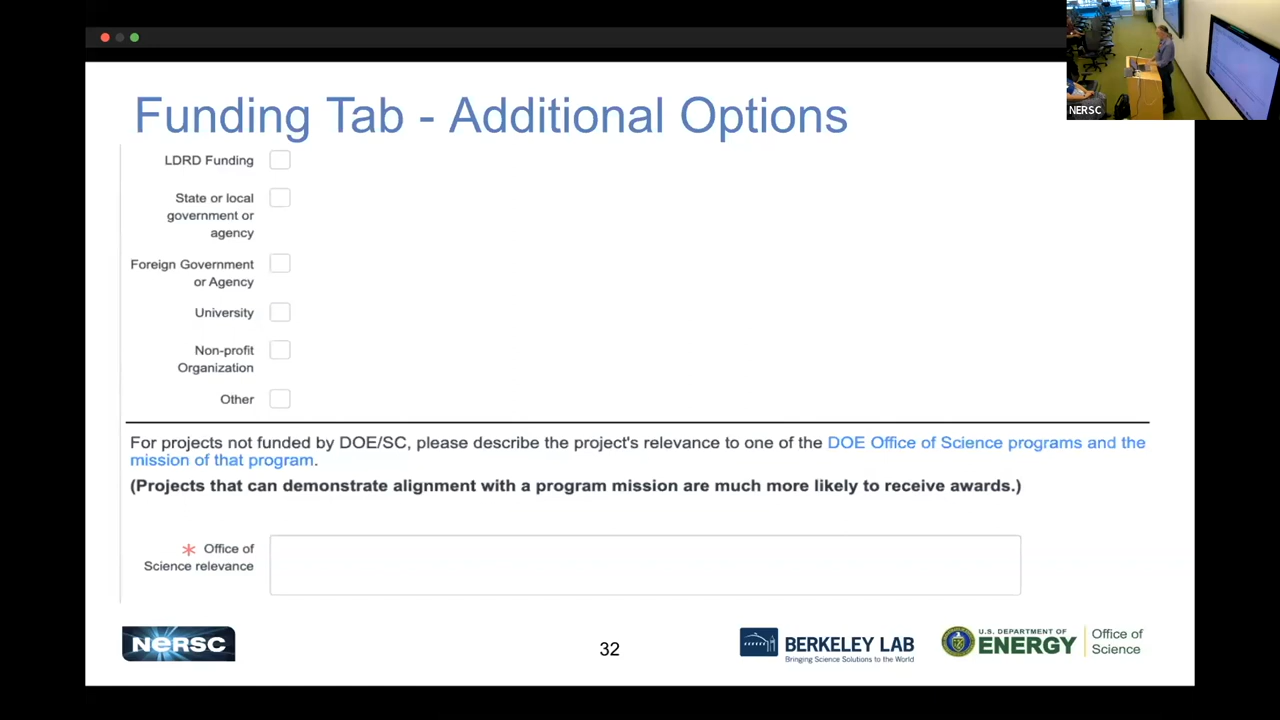 NERSC
Funding Tab - Additional Options
LDRD Funding
State or local
government or
agency
Foreign Government
or Agency
University
Non-profit
Organization
Other
For projects not funded by DOE/SC, please describe the project's relevance to one of the DOE Office of Science programs and the
mission of that program.
(Projects that can demonstrate alignment with a program mission are much more likely to receive awards.)
* Office of
Science relevance
NERSC
32
BERKELEY LAB
Bringing Science Solutions to the World
U.S. DEPARTMENT OF
ENERGY
Office of
Science